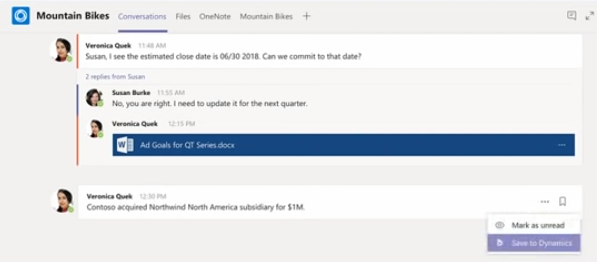 Mountain Bikes Conversations Files OneNote Mountain Bikes +
Veronica Quek 11:48 AM
Susan, I see the estimated close date is 06/30 2018. Can we commit to that date?
2 replies from Susan
Susan Burke 11:55 AM
No, you are right. I need to update it for the next quarter.
Veronica Quek 12:15 PM
W Ad Goals for QT Series.docx ...
Veronica Quek 12:30 PM ...
Contoso acquired Northwind North America subsidiary for $1M.
Mark as unread
b Save to Dynamics